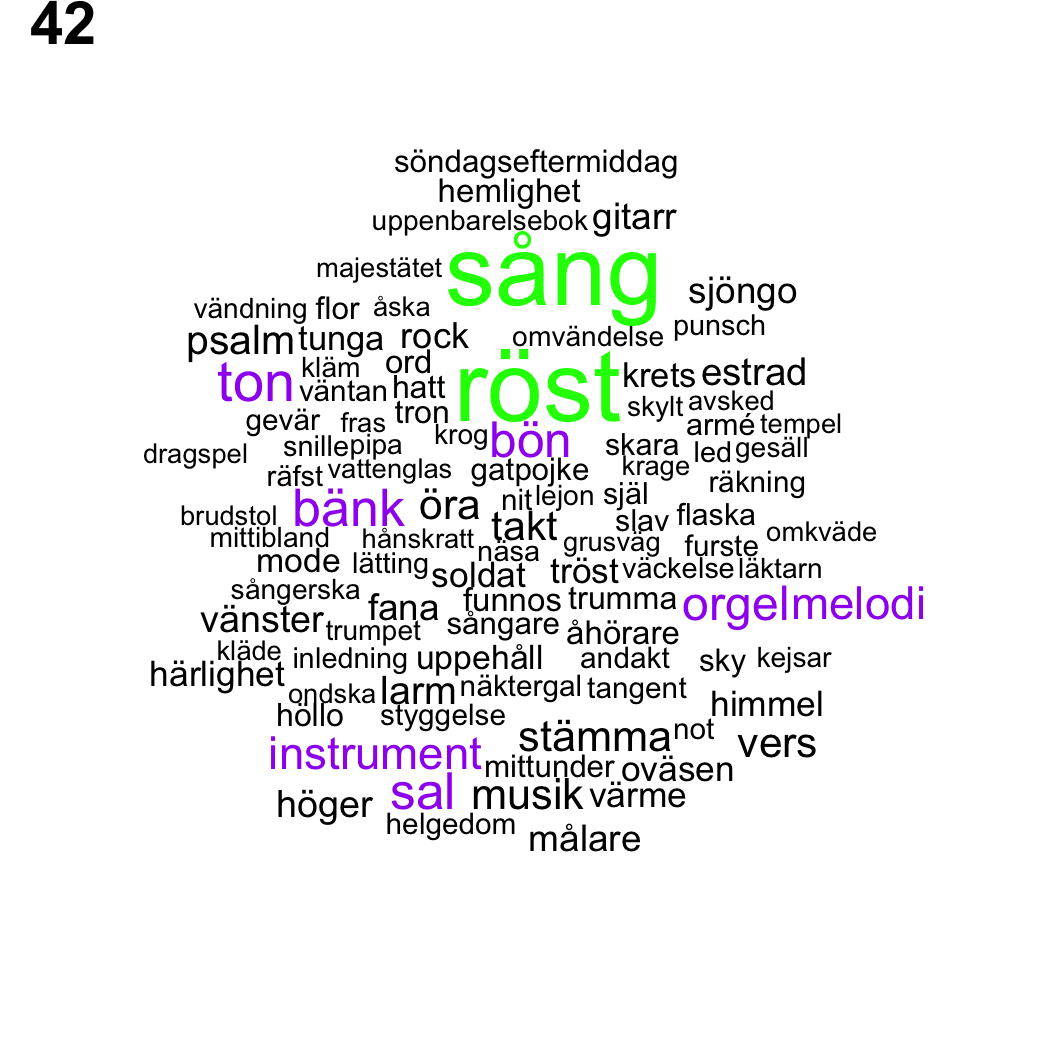 42
söndagseftermiddag
hemlighet
uppenbarelsebok gitarr
majestätet sång sjöngo
vändning flor åska punsch
psalm tunga rock omvändelse
ton kläm ord röst krets estrad
väntan hatt skylt avsked
gevär fras tron armé tempel
dragspel snillepipa krog bön skara led gesäll
räfst vattenglas gatpojke krage räkning
bänk öra nit lejon själ
brudstol takt slav flaska omkväde
mittibland hånskratt näsa grusväg furste
mode lätting soldat tröst väckelse läktarn
sångerska fana funnos trumma orgelmelodi
vänster trumpet sångare åhörare
kläde inledning uppehåll andakt sky kejsar
härlighet ondska larm näktergal tangent himmel
höllo styggelse stämma not vers
instrument mittunder oväsen
höger sal musik värme
helgedom målare